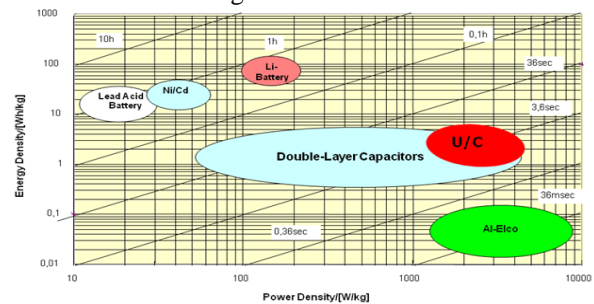 1000
100
10
1
0,1
0,01
Energy Density/[Wh/kg]
10h
1h
0,1h
36sec
3,6sec
36msec
0,36sec
Lead Acid
Battery
Ni/Cd
Li-
Battery
Double-Layer Capacitors
U/C
Al-Elco
10
100
1000
10000
Power Density/[W/kg]